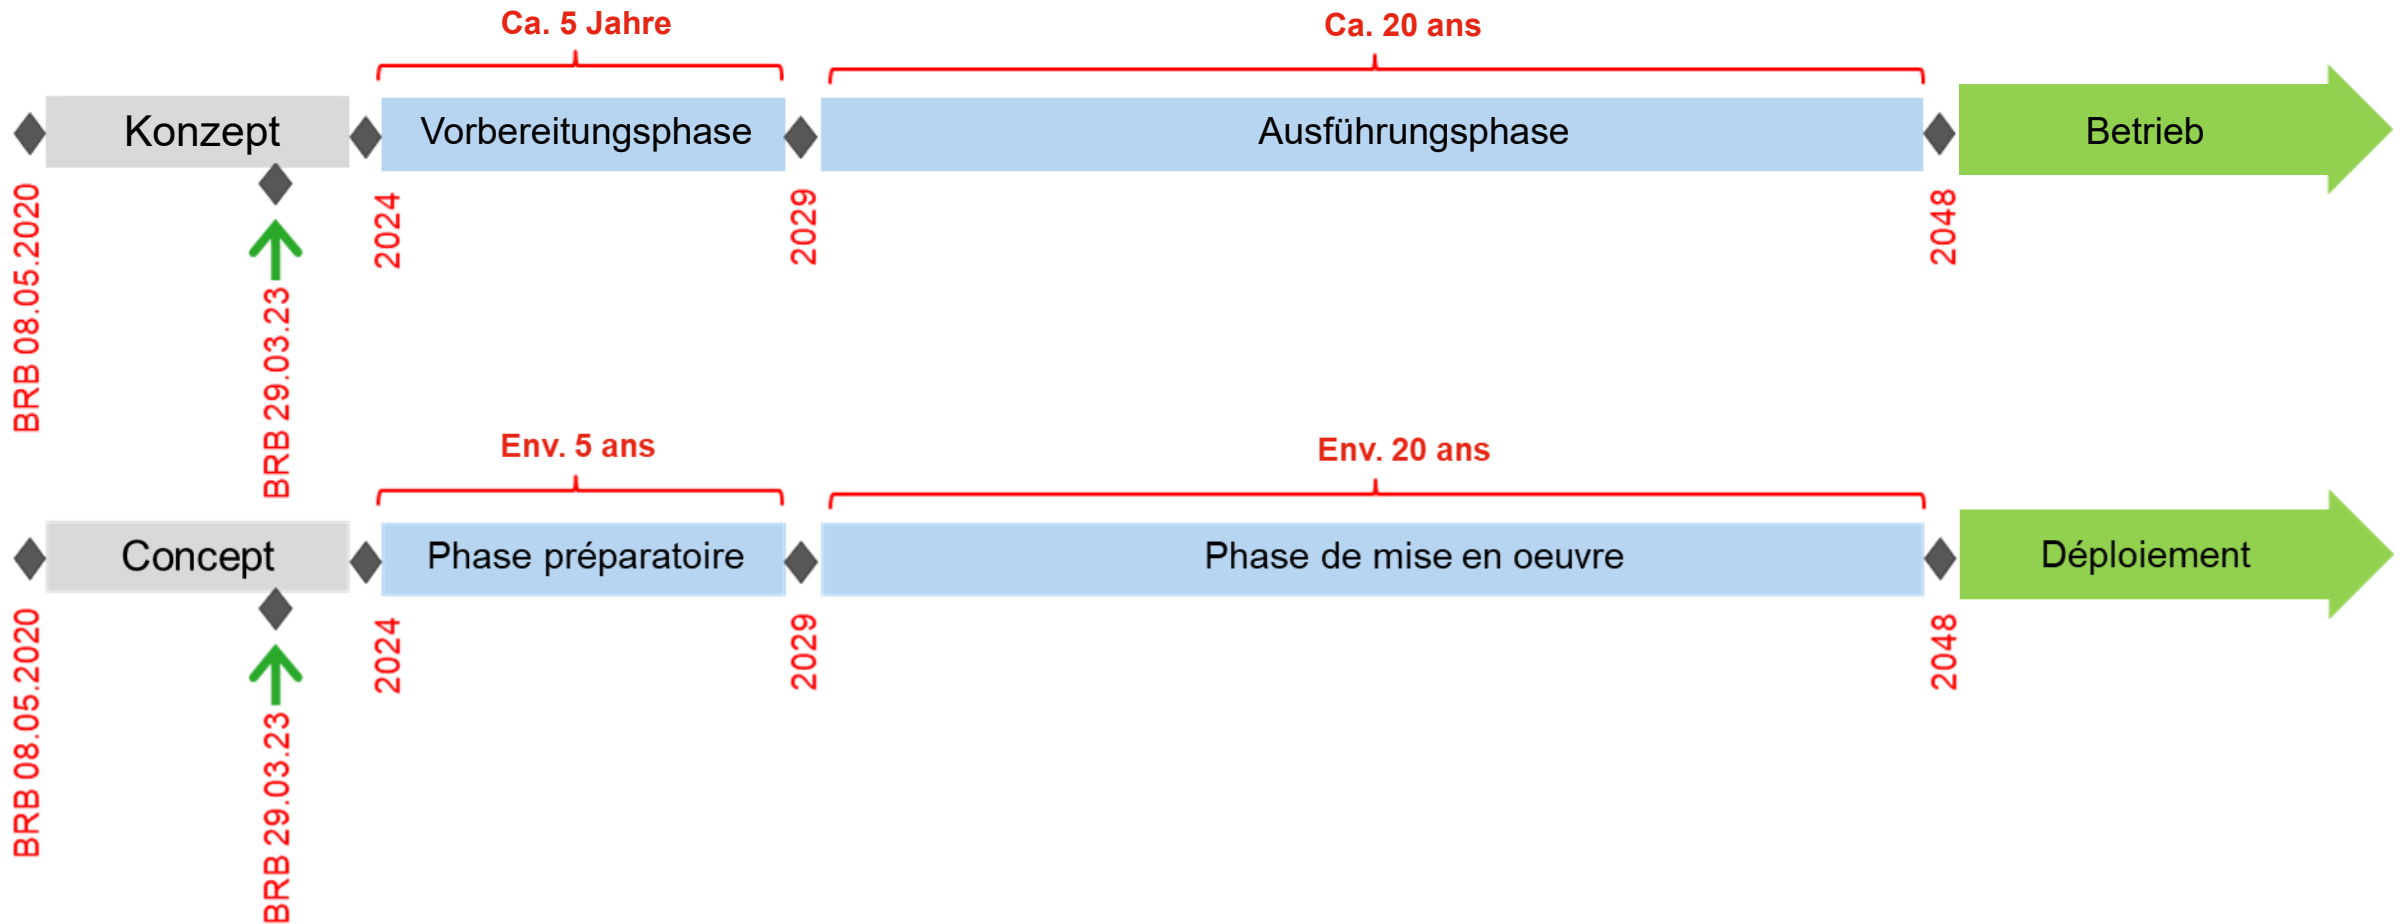 Ca. 5 Jahre
Ca. 20 ans
Konzept
Vorbereitungsphase
Ausführungsphase
Betrieb
BRB 08.05.2020
BRB 29.03.23
2024
2029
2048
Env. 5 ans
Env. 20 ans
Concept
Phase préparatoire
Phase de mise en oeuvre
Déploiement
BRB 08.05.2020
BRB 29.03.23
2024
2029
2048